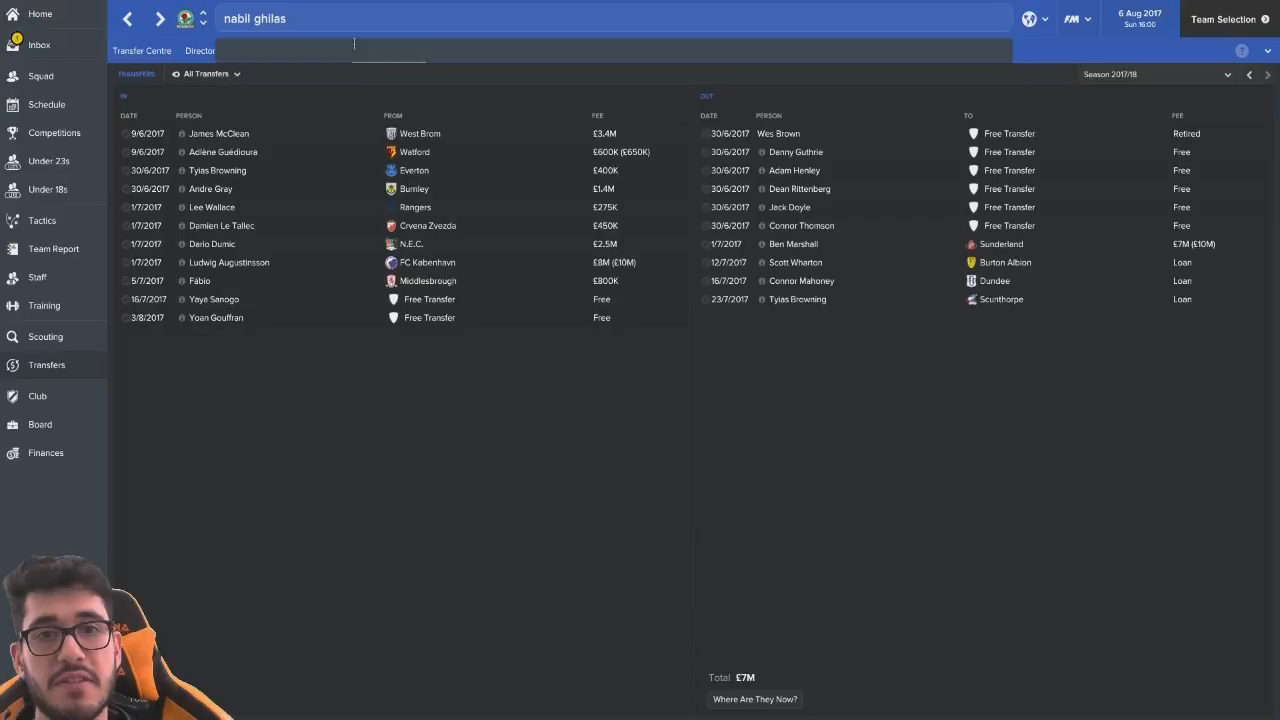 Home
Inbox
Squad
Schedule
Competitions
Under 23s
Under 18s
Tactics
Team Report
Staff
Training
Scouting
Transfers
Club
Board
Finances
nabil ghilas
FM
6 Aug 2017
Sun 16:00
Team Selection
Transfer Centre Director
TRANSFERS All Transfers
Season 2017/18
IN
DATE PERSON FROM FEE
9/6/2017 James McClean West Brom £3.4M
9/6/2017 Adlène Guédioura Watford £600K (£650K)
30/6/2017 Tyias Browning Everton £400K
30/6/2017 Andre Gray Burnley £1.4M
1/7/2017 Lee Wallace Rangers £275K
1/7/2017 Damien Le Tallec Crvena Zvezda £450K
1/7/2017 Dario Dumic N.E.C. £2.5M
1/7/2017 Ludwig Augustinsson FC København £8M (£10M)
5/7/2017 Fábio Middlesbrough £800K
16/7/2017 Yaya Sanogo Free Transfer Free
3/8/2017 Yoan Gouffran Free Transfer Free
OUT
DATE PERSON TO FEE
30/6/2017 Wes Brown Free Transfer Retired
30/6/2017 Danny Guthrie Free Transfer Free
30/6/2017 Adam Henley Free Transfer Free
30/6/2017 Dean Rittenberg Free Transfer Free
30/6/2017 Jack Doyle Free Transfer Free
30/6/2017 Connor Thomson Free Transfer Free
1/7/2017 Ben Marshall Sunderland £7M (£10M)
12/7/2017 Scott Wharton Burton Albion Loan
16/7/2017 Connor Mahoney Dundee Loan
23/7/2017 Tyias Browning Scunthorpe Loan
Total £7M
Where Are They Now?